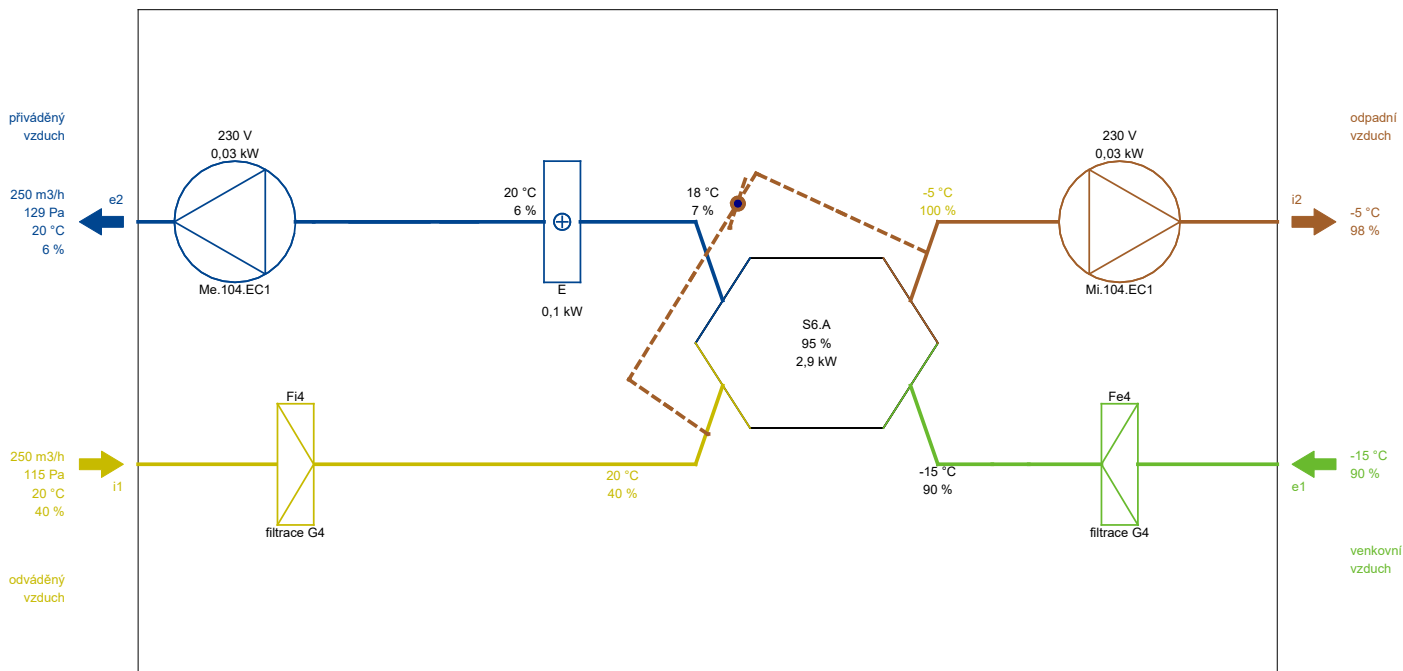 přiváděný
vzduch
250 m3/h
129 Pa
20 °C
6 %
e2
230 V
0,03 kW
Me.104.EC1
20 °C
6 %
E
0,1 kW
18 °C
7 %
-5 °C
100 %
230 V
0,03 kW
Mi.104.EC1
odpadní
vzduch
i2
-5 °C
98 %
S6.A
95 %
2,9 kW
250 m3/h
115 Pa
20 °C
40 %
i1
Fi4
filtrace G4
20 °C
40 %
-15 °C
90 %
Fe4
filtrace G4
-15 °C
90 %
e1
odváděný
vzduch
venkovní
vzduch